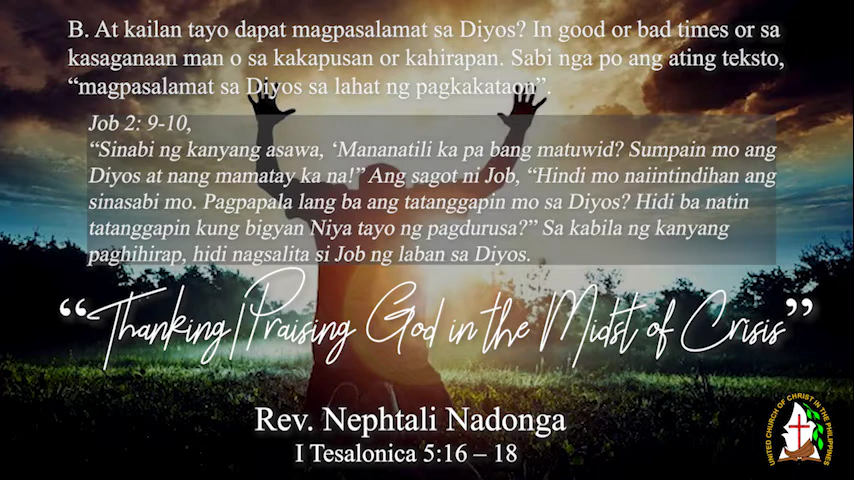 B. At kailan tayo dapat magpasalamat sa Diyos? In good or bad times or sa
kasaganaan man o sa kakapusan or kahirapan. Sabi nga po ang ating teksto,
“magpasalamat sa Diyos sa lahat ng pagkakataon”.
Job 2: 9-10,
“Sinabi ng kanyang asawa, ‘Mananatili ka pa bang matuwid? Sumpain mo ang
Diyos at nang mamatay ka na!” Ang sagot ni Job, “Hindi mo naiintindihan ang
sinasabi mo. Pagpapala lang ba ang tatanggapin mo sa Diyos? Hidi ba natin
tatanggapin kung bigyan Niya tayo ng pagdurusa?” Sa kabila ng kanyang
paghihirap, hidi nagsalita si Job ng laban sa Diyos.
“Thanking/Praising God in the Midst of Crisis”
Rev. Nephtali Nadonga
I Tesalonica 5:16 – 18
UNITED CHURCH OF CHRIST IN THE PHILIPPINES